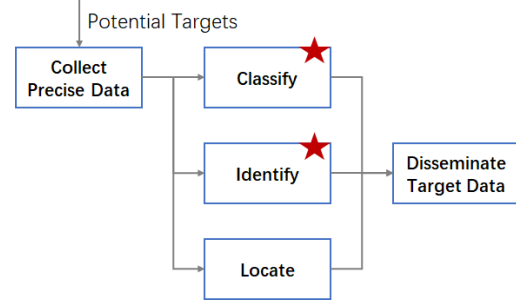 Potential Targets
Collect
Precise Data
Classify
Identify
Disseminate
Target Data
Locate